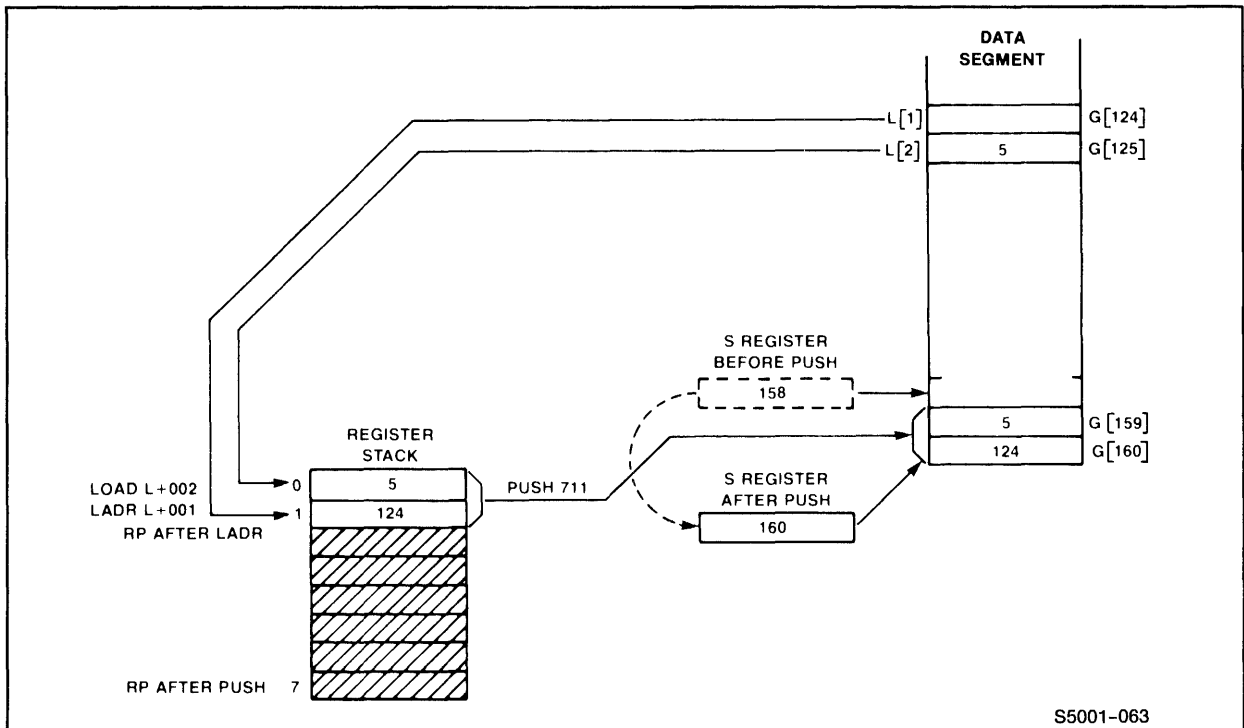 DATA
SEGMENT
L[1] G[124]
L[2] 5 G[125]
S REGISTER
BEFORE PUSH
158
5 G[159]
REGISTER
STACK
124 G[160]
LOAD L+002 0 5
PUSH 711
S REGISTER
AFTER PUSH
LADR L+001 1 124
160
RP AFTER LADR
RP AFTER PUSH 7
S5001-063